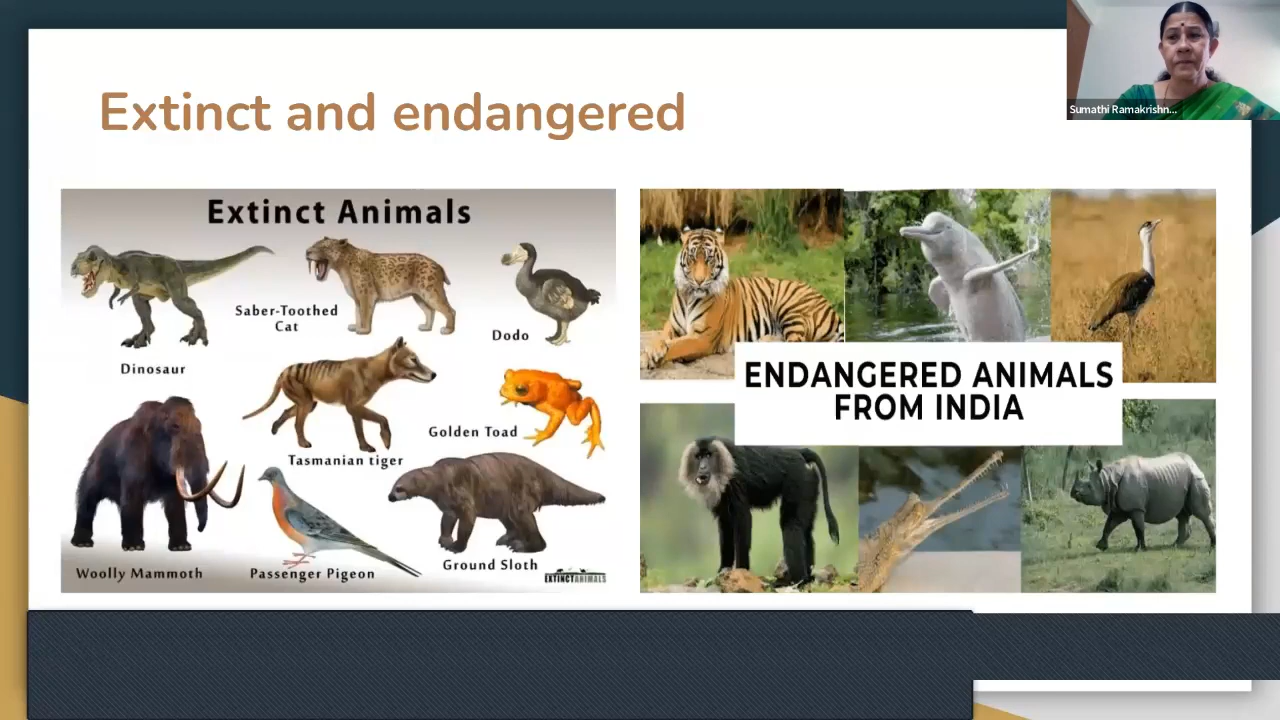 Extinct and endangered
Sumathi Ramakrishn...
Extinct Animals
Dinosaur
Saber-Toothed
Cat
Dodo
Tasmanian tiger
Golden Toad
Woolly Mammoth
Passenger Pigeon
Ground Sloth
EXTINCTANIMALS
ENDANGERED ANIMALS
FROM INDIA